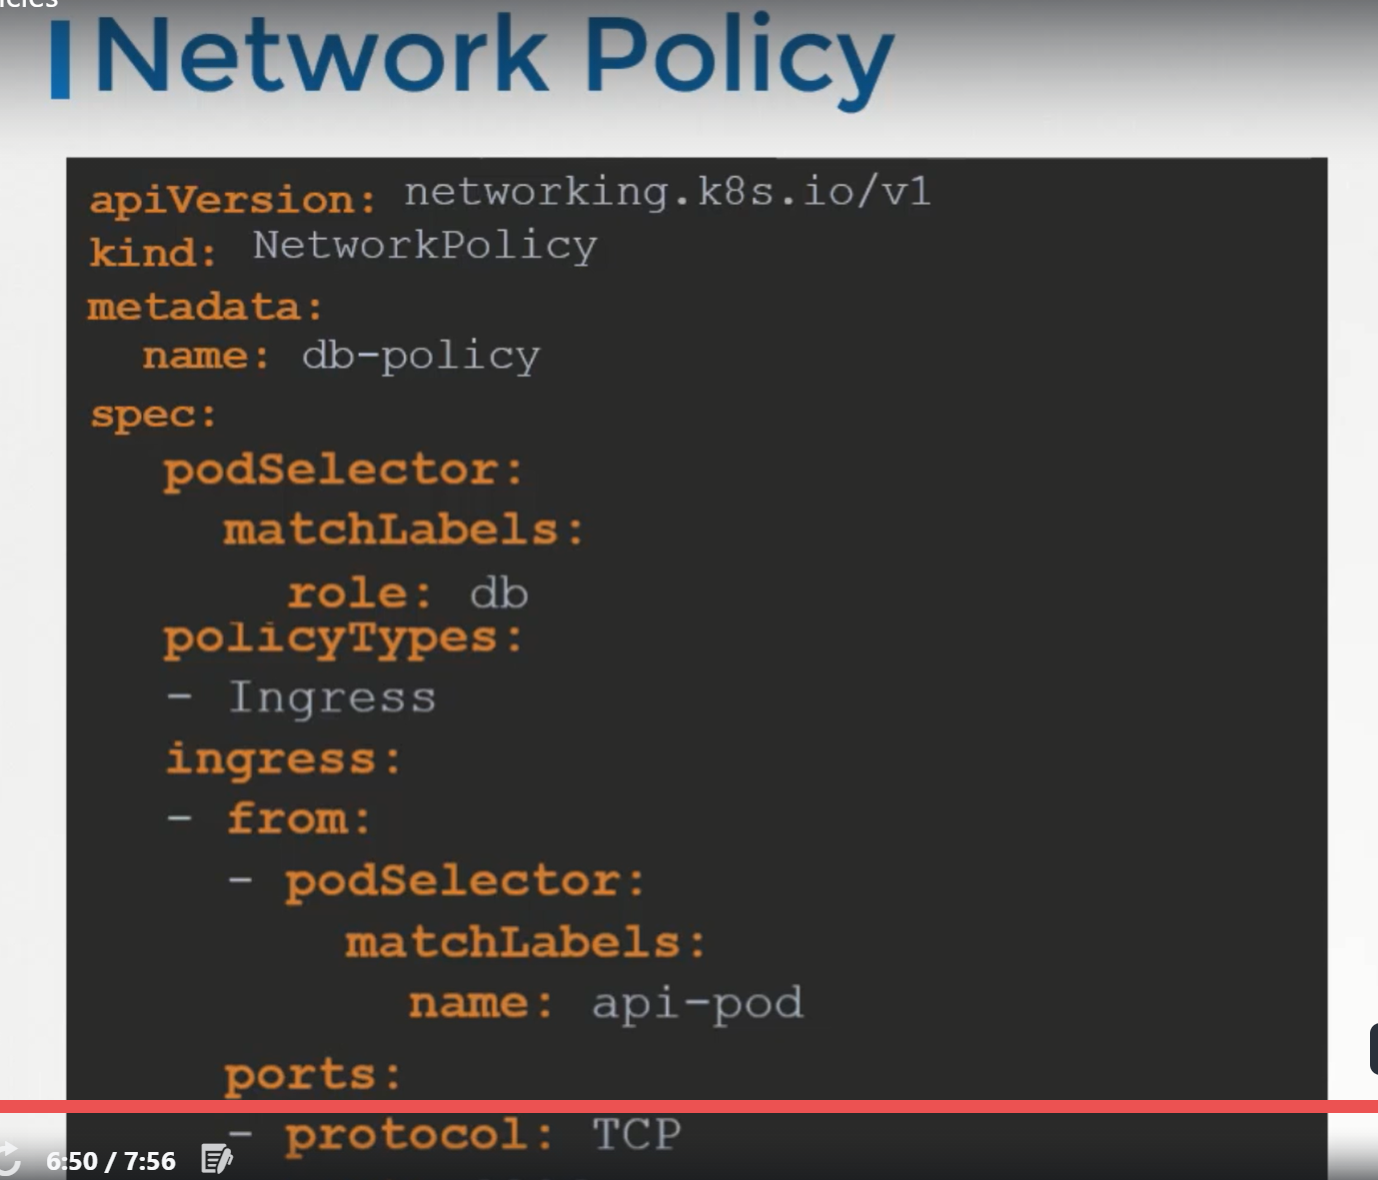 Network Policy
apiVersion: networking.k8s.io/v1
kind: NetworkPolicy
metadata:
  name: db-policy
spec:
  podSelector:
    matchLabels:
      role: db
  policyTypes:
  - Ingress
  ingress:
  - from:
    - podSelector:
        matchLabels:
          name: api-pod
    ports:
    - protocol: TCP
6:50 / 7:56